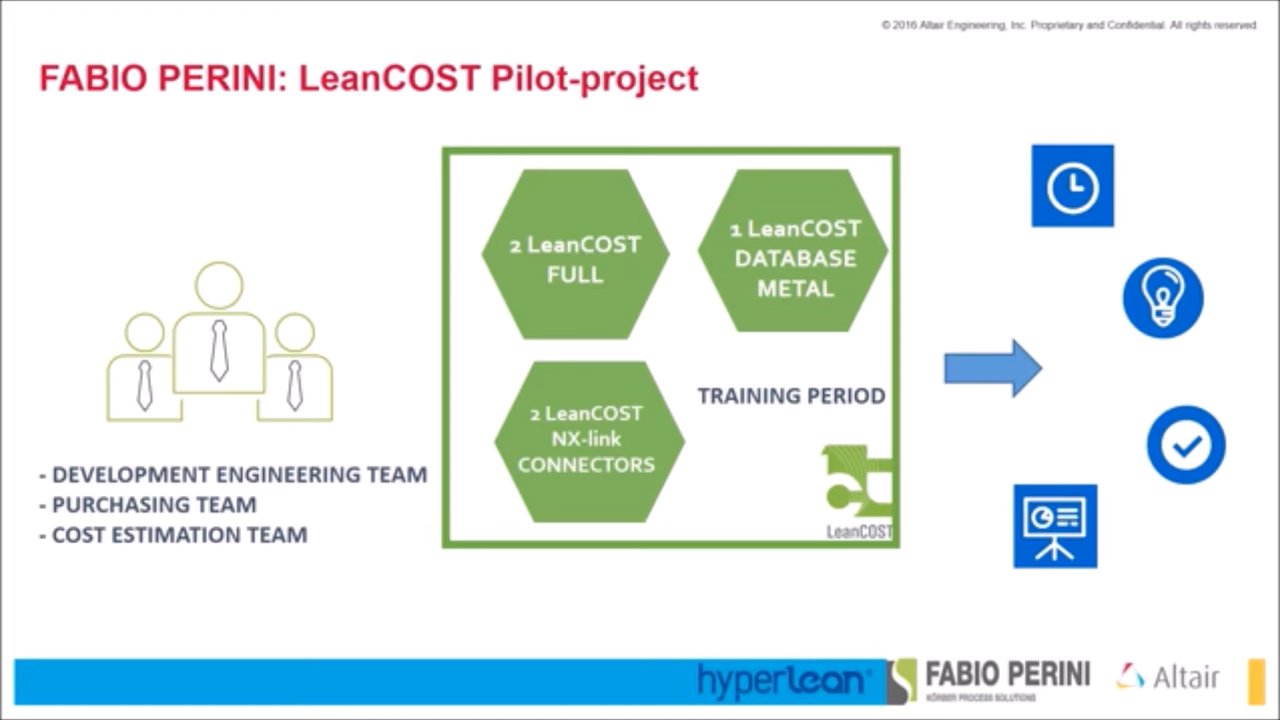 © 2016 Altair Engineering, Inc. Proprietary and Confidential. All rights reserved.
FABIO PERINI: LeanCOST Pilot-project
2 LeanCOST
FULL
1 LeanCOST
DATABASE
METAL
2 LeanCOST
NX-link
CONNECTORS
TRAINING PERIOD
LeanCOST
- DEVELOPMENT ENGINEERING TEAM
- PURCHASING TEAM
- COST ESTIMATION TEAM
hyperlean®
FABIO PERINI
KÖRBER PROCESS SOLUTIONS
Altair